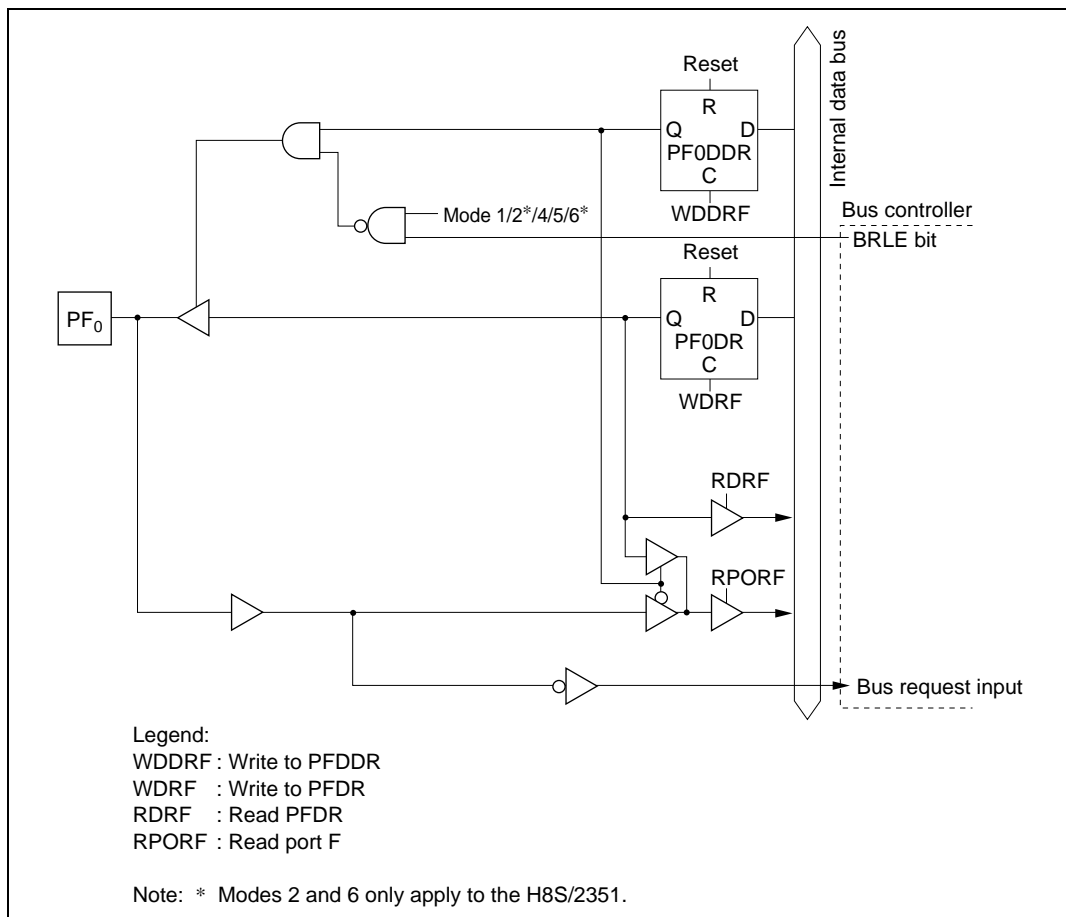 Reset
R
Q D
PF0DDR
C
WDDRF
Internal data bus
Mode 1/2*/4/5/6*
Bus controller
BRLE bit
Reset
R
Q D
PF0DR
C
WDRF
PF0
RDRF
RPORF
Bus request input
Legend:
WDDRF : Write to PFDDR
WDRF : Write to PFDR
RDRF : Read PFDR
RPORF : Read port F
Note: * Modes 2 and 6 only apply to the H8S/2351.